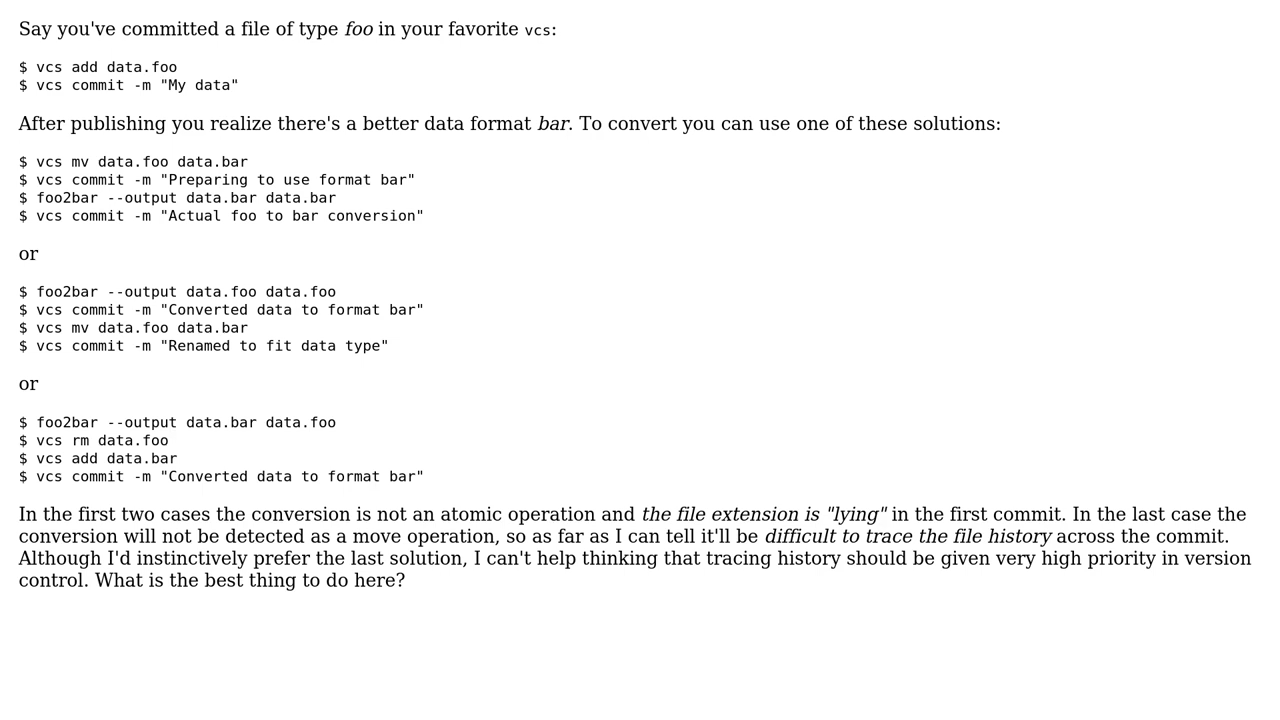 Say you've committed a file of type foo in your favorite vcs:
$ vcs add data.foo
$ vcs commit -m "My data"
After publishing you realize there's a better data format bar. To convert you can use one of these solutions:
$ vcs mv data.foo data.bar
$ vcs commit -m "Preparing to use format bar"
$ foo2bar --output data.bar data.bar
$ vcs commit -m "Actual foo to bar conversion"
or
$ foo2bar --output data.foo data.foo
$ vcs commit -m "Converted data to format bar"
$ vcs mv data.foo data.bar
$ vcs commit -m "Renamed to fit data type"
or
$ foo2bar --output data.bar data.foo
$ vcs rm data.foo
$ vcs add data.bar
$ vcs commit -m "Converted data to format bar"
In the first two cases the conversion is not an atomic operation and the file extension is "lying" in the first commit. In the last case the
conversion will not be detected as a move operation, so as far as I can tell it'll be difficult to trace the file history across the commit.
Although I'd instinctively prefer the last solution, I can't help thinking that tracing history should be given very high priority in version
control. What is the best thing to do here?